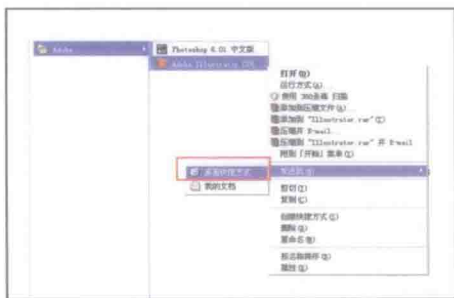 Adobe
Photoshop 6.01 中文版
Adobe Illustrator CS5
打开(O)
运行方式(A)...
使用 360杀毒 扫描
添加到压缩文件(A)...
添加到 "Illustrator.rar"(T)
压缩并 E-mail...
压缩到 "Illustrator.rar" 并 E-mail
附到「开始」菜单(I)
发送到(N)
桌面快捷方式
我的文档
剪切(T)
复制(C)
创建快捷方式(S)
删除(D)
重命名(M)
按名称排序(B)
属性(R)